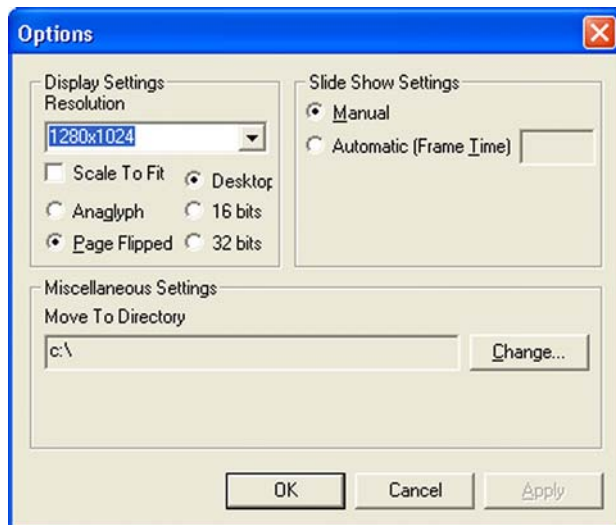 Options
Display Settings
Resolution
1280x1024
Scale To Fit
Desktop
Anaglyph
16 bits
Page Flipped
32 bits
Slide Show Settings
Manual
Automatic (Frame Time)
Miscellaneous Settings
Move To Directory
c:\
Change...
OK
Cancel
Apply